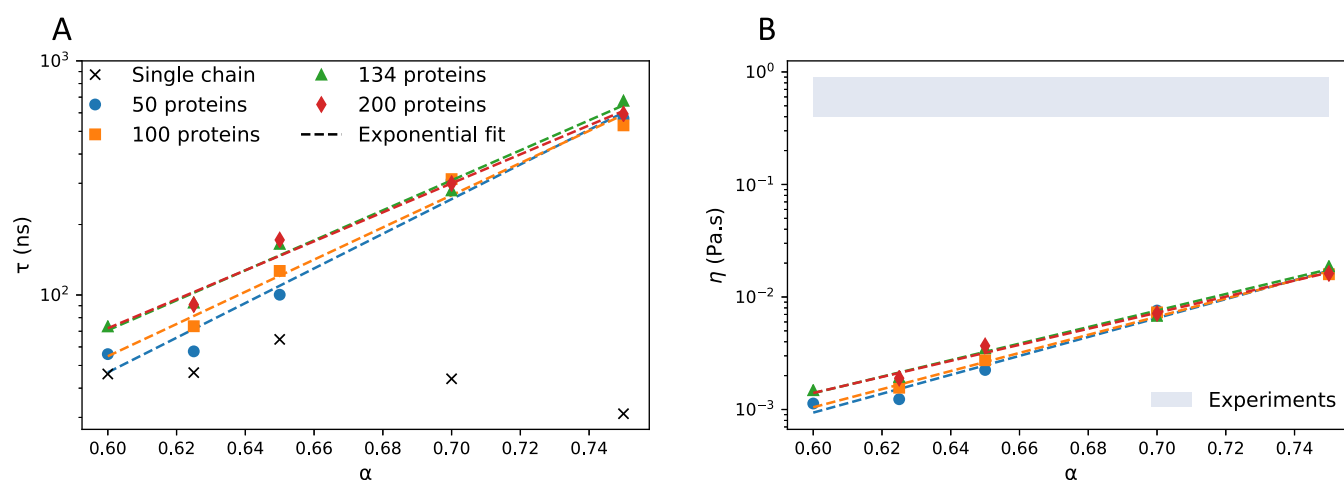 A
B
10³
10²
τ (ns)
Single chain
50 proteins
100 proteins
134 proteins
200 proteins
Exponential fit
0.60 0.62 0.64 0.66 0.68 0.70 0.72 0.74
α
10⁰
10⁻¹
10⁻²
10⁻³
η (Pa.s)
Experiments
0.60 0.62 0.64 0.66 0.68 0.70 0.72 0.74
α